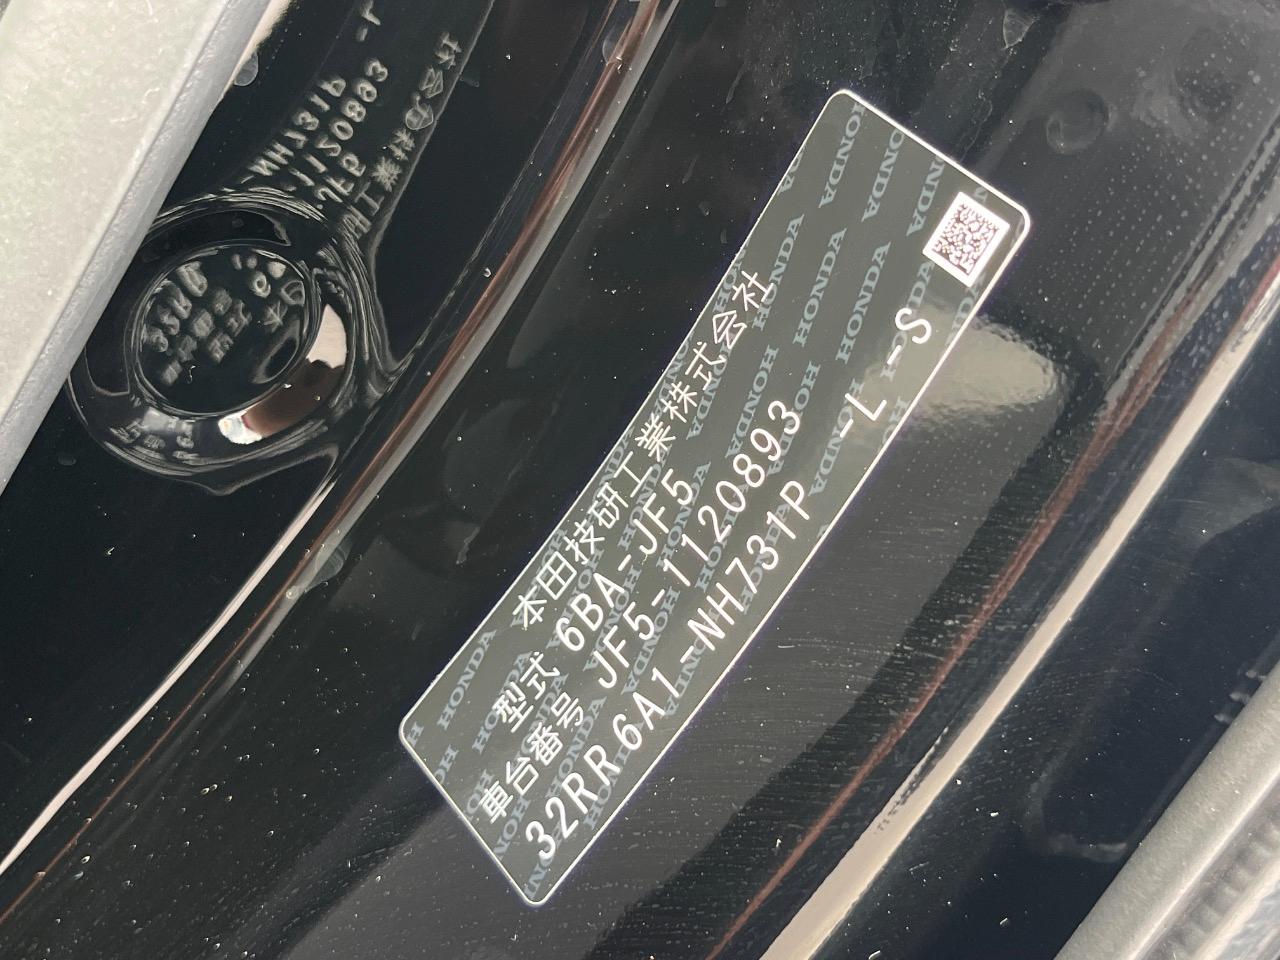 本田技研工業株式会社
型式 6BA-JF5
車台番号 JF5-1120893
32RR6A1-NH731P -L -S